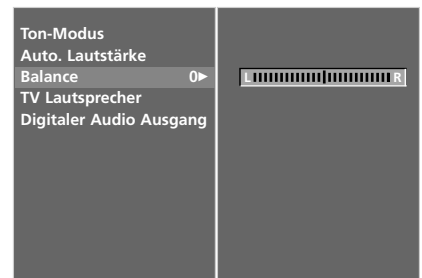 Ton-Modus
Auto. Lautstärke
Balance 0►
TV Lautsprecher
Digitaler Audio Ausgang
L R